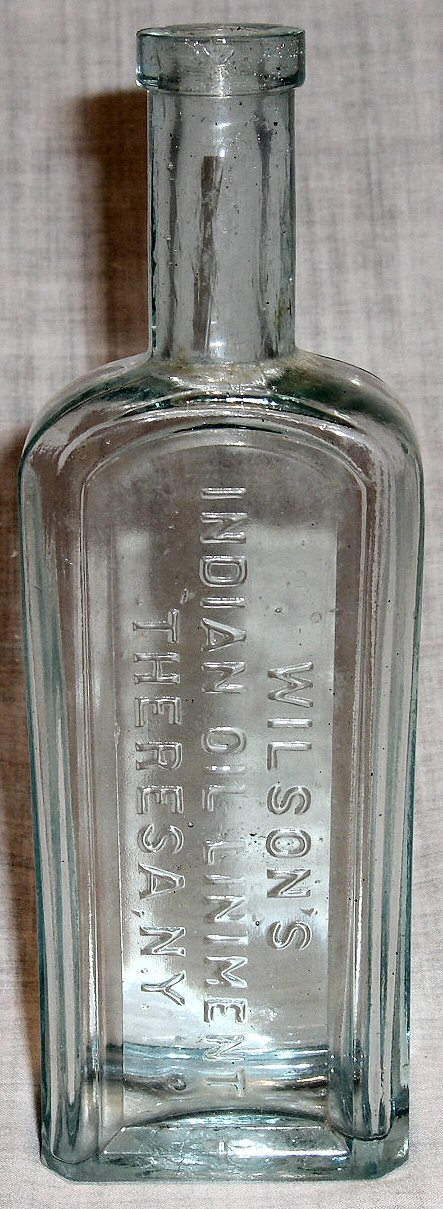 WILSON'S
INDIAN OIL LINIMENT
THERESA, N.Y.